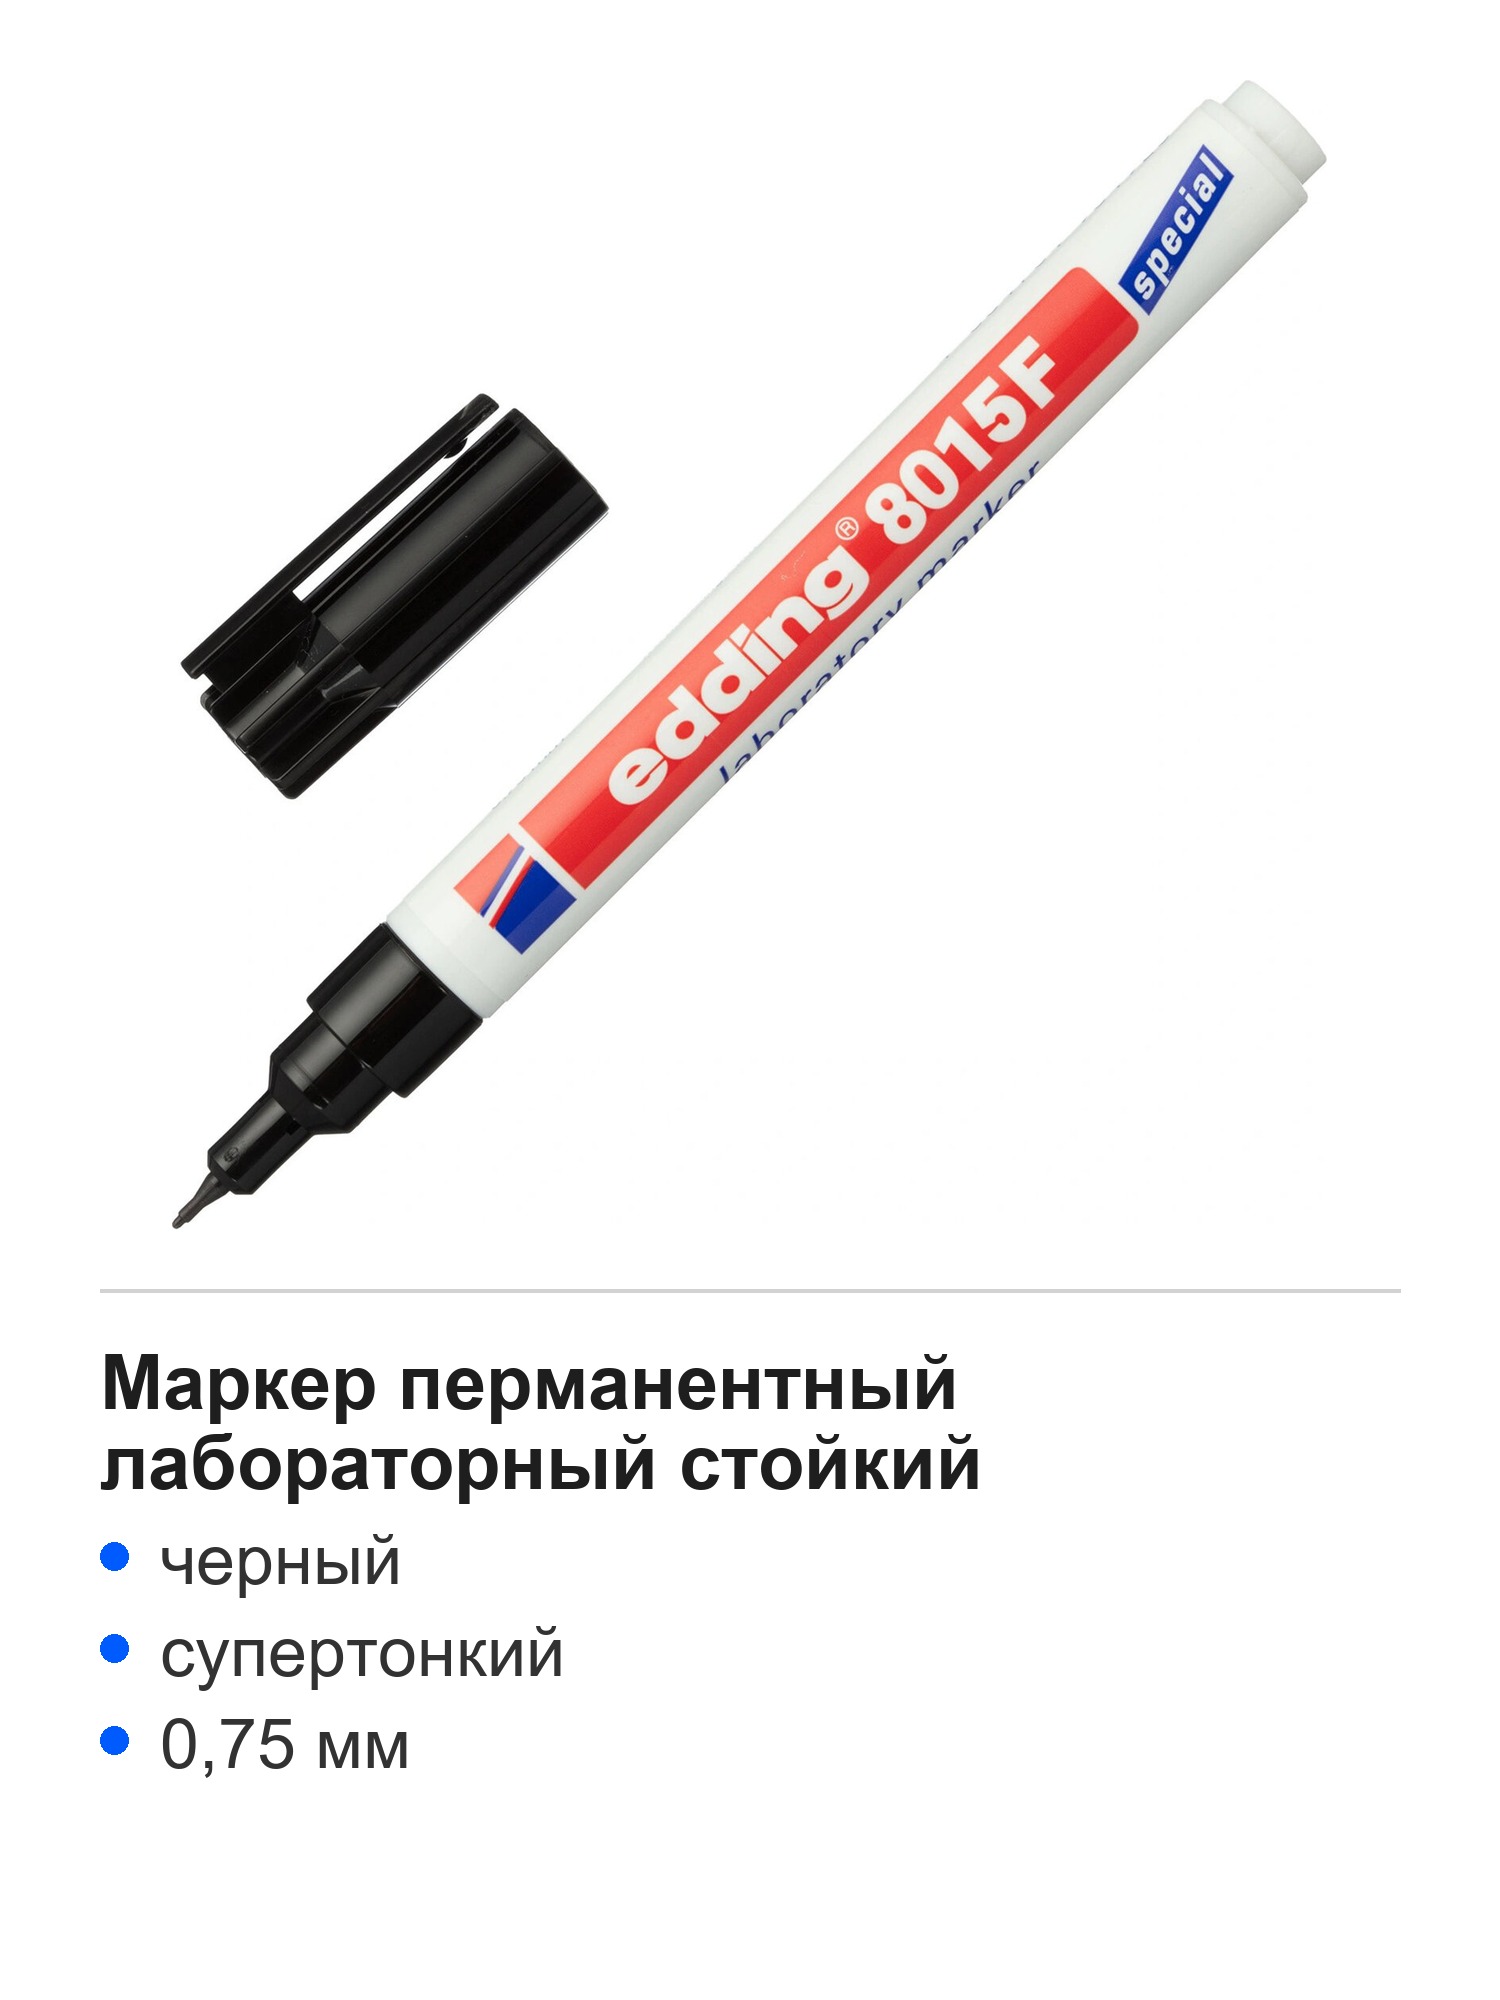 special
edding® 8015F
laboratory marker
Маркер перманентный
лабораторный стойкий
черный
супертонкий
0,75 мм